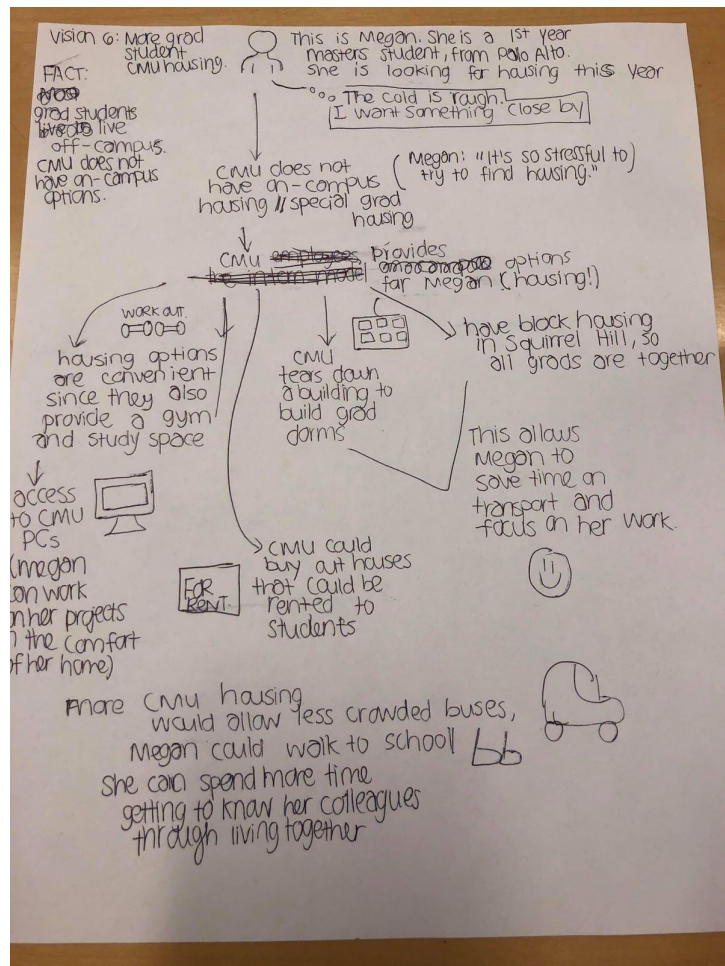 Vision 6: More grad
student
CMU housing.
FACT:
grad students
live
off-campus.
CMU does not
have on-campus
options.
This is Megan. She is a 1st year
masters student, from Palo Alto.
She is looking for housing this year
The cold is rough.
I want something close by
CMU does not
have on-campus
housing // special grad
housing
(Megan: "It's so stressful to)
try to find housing."
CMU employees provides
the intern model options
for Megan (housing!)
WORK OUT.
housing options
are convenient
since they also
provide a gym
and study space
access
to CMU
PCs
(megan
on work
on her projects
the comfort
of her home)
CMU
tears down
a building to
build grad
dorms
have block housing
in Squirrel Hill, so
all grads are together
This allows
Megan to
save time on
transport and
focus on her work.
CMU could
buy out houses
that could be
rented to
students
FOR
RENT.
more CMU housing
would allow less crowded buses,
Megan could walk to school
She can spend more time
getting to know her colleagues
through living together